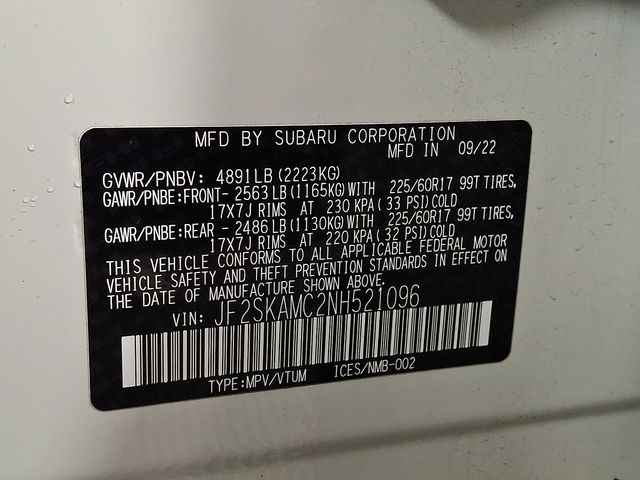 MFD BY SUBARU CORPORATION
MFD IN 09/22
GVWR/PNBV: 4891LB(2223KG)
GAWR/PNBE:FRONT- 2563LB(1165KG)WITH 225/60R17 99T TIRES,
17X7J RIMS AT 230 KPA(33 PSI)COLD
GAWR/PNBE:REAR - 2486LB(1130KG)WITH 225/60R17 99T TIRES,
17X7J RIMS AT 220 KPA(32 PSI)COLD
THIS VEHICLE CONFORMS TO ALL APPLICABLE FEDERAL MOTOR
VEHICLE SAFETY AND THEFT PREVENTION STANDARDS IN EFFECT ON
THE DATE OF MANUFACTURE SHOWN ABOVE.
VIN: JF2SKAMC2NH521096
TYPE:MPV/VTUM ICES/NMB-002